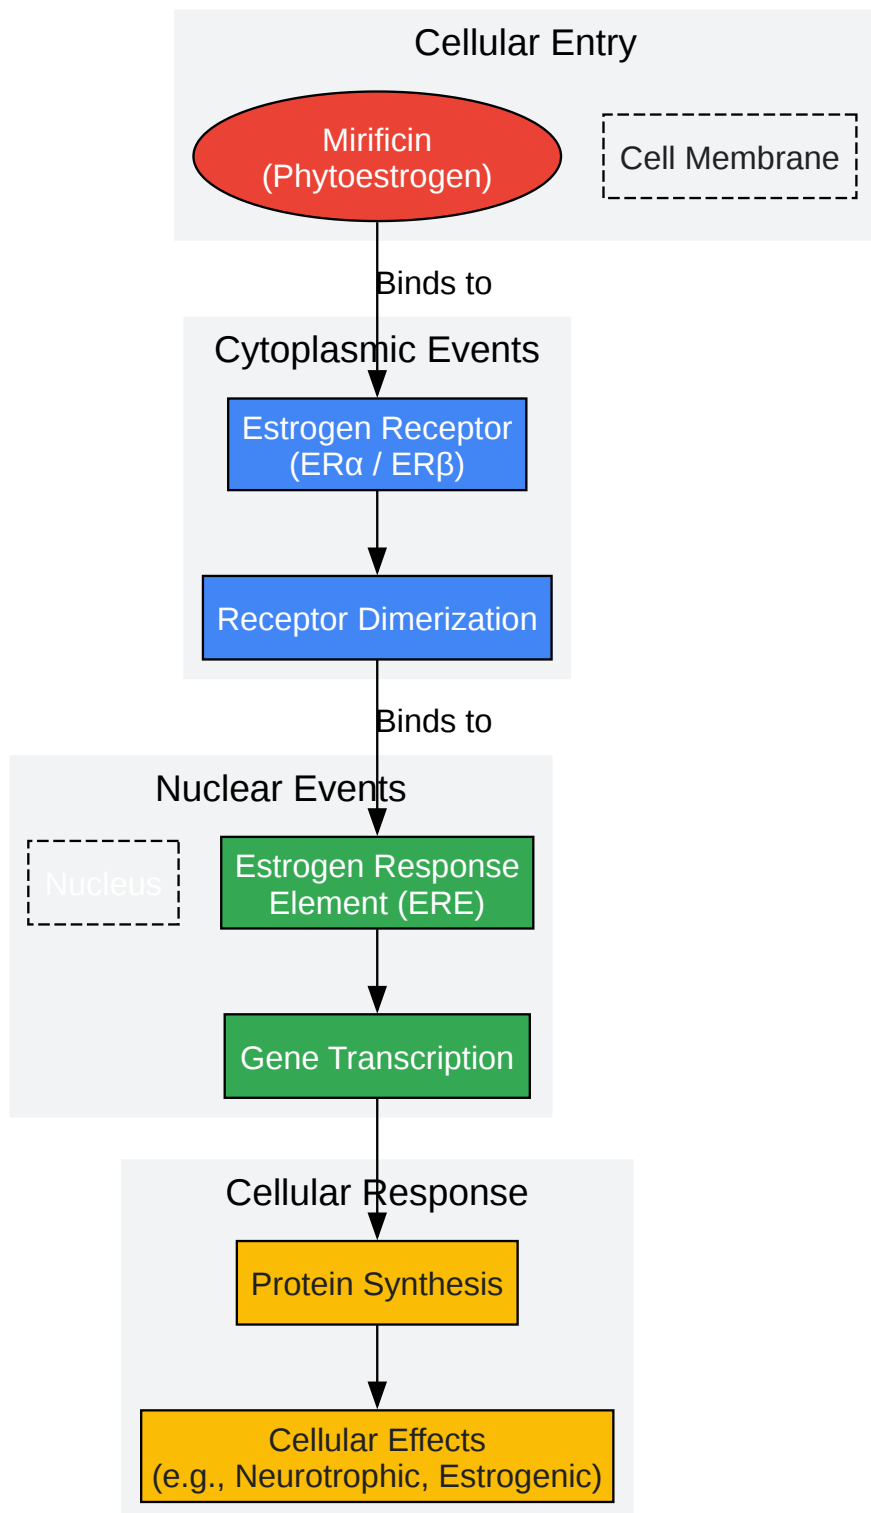 Cellular Entry
Mirificin
(Phytoestrogen)
Cell Membrane
Binds to
Cytoplasmic Events
Estrogen Receptor
(ERα / ERβ)
Receptor Dimerization
Binds to
Nuclear Events
Nucleus
Estrogen Response
Element (ERE)
Gene Transcription
Cellular Response
Protein Synthesis
Cellular Effects
(e.g., Neurotrophic, Estrogenic)